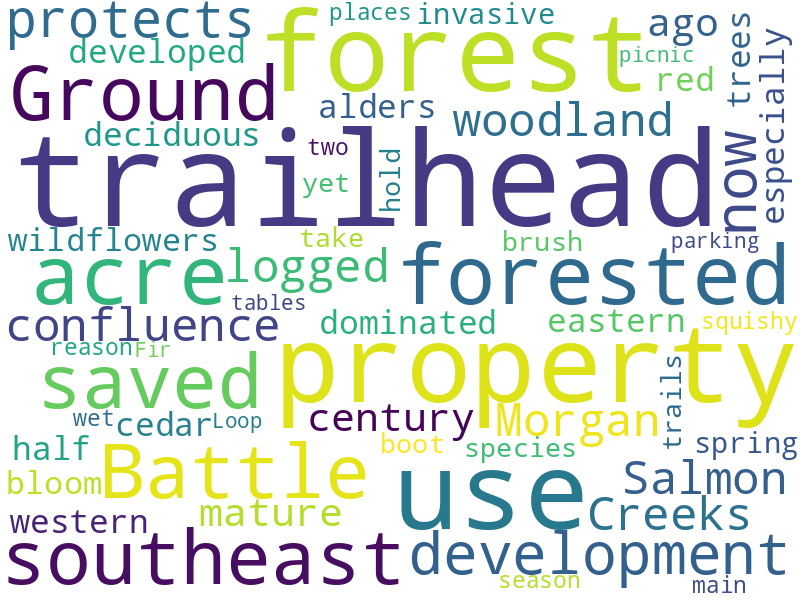 protects
places
invasive
ago
trees
developed
forest
picnic
especially
Ground
red
alders
woodland
deciduous
trailhead
now
two
hold
yet
wildflowers
take
brush
parking
acre
logged
forested
tables
confluence
dominated
eastern
squishy
reason
Fir
property
saved
trails
wet
cedar
Loop
century
Morgan
half
boot
species
spring
bloom
Battle
use
Salmon
western
mature
Creeks
southeast
development
season
main